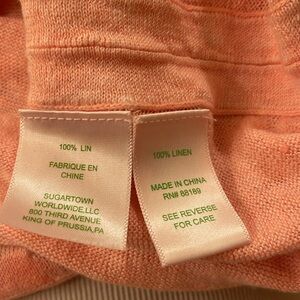 100% LIN
FABRIQUE EN
CHINE
SUGARTOWN
WORLDWIDE,LLC
800 THIRD AVENUE
KING OF PRUSSIA,PA
100% LINEN
MADE IN CHINA
RN# 88189
SEE REVERSE
FOR CARE